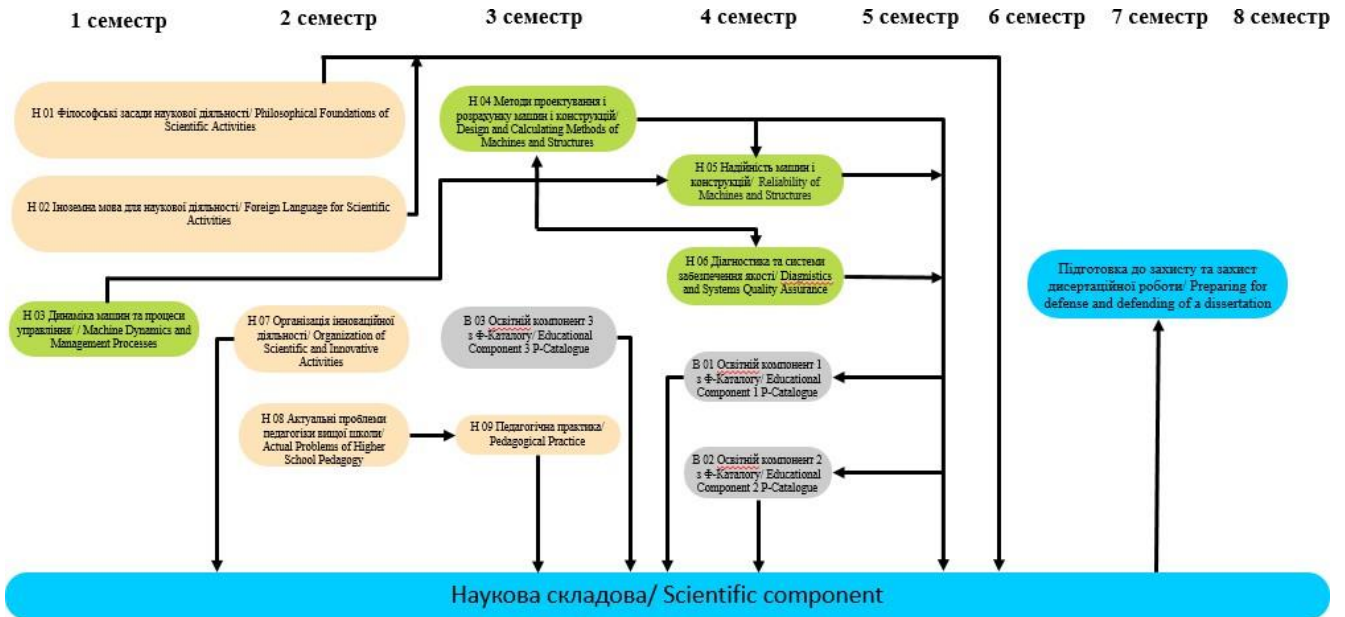 1 семестр
2 семестр
3 семестр
4 семестр
5 семестр
6 семестр
7 семестр
8 семестр
Н 01 Філософські засади наукової діяльності/ Philosophical Foundations of
Scientific Activities
Н 04 Методи проектування і
розрахунку машин і конструкцій/
Design and Calculating Methods of
Machines and Structures
Н 05 Надійність машин і
конструкцій/ Reliability of
Machines and Structures
Н 02 Іноземна мова для наукової діяльності/ Foreign Language for Scientific
Activities
Н 06 Діагностика та системи
забезпечення якості/ Diagnistics
and Systems Quality Assurance
Підготовка до захисту та захист
дисертаційної роботи/ Preparing for
defense and defending of a dissertation
Н 03 Динаміка машин та процеси
управління/ / Machine Dynamics and
Management Processes
Н 07 Організація інноваційної
діяльності/ Organization of
Scientific and Innovative
Activities
В 03 Освітній компонент 3
з Ф-Каталогу/ Educational
Component 3 P-Catalogue
В 01 Освітній компонент 1
з Ф-Каталогу/ Educational
Component 1 P-Catalogue
Н 08 Актуальні проблеми
педагогіки вищої школи/
Actual Problems of Higher
School Pedagogy
Н 09 Педагогічна практика/
Pedagogical Practice
В 02 Освітній компонент 2
з Ф-Каталогу/ Educational
Component 2 P-Catalogue
Наукова складова/ Scientific component